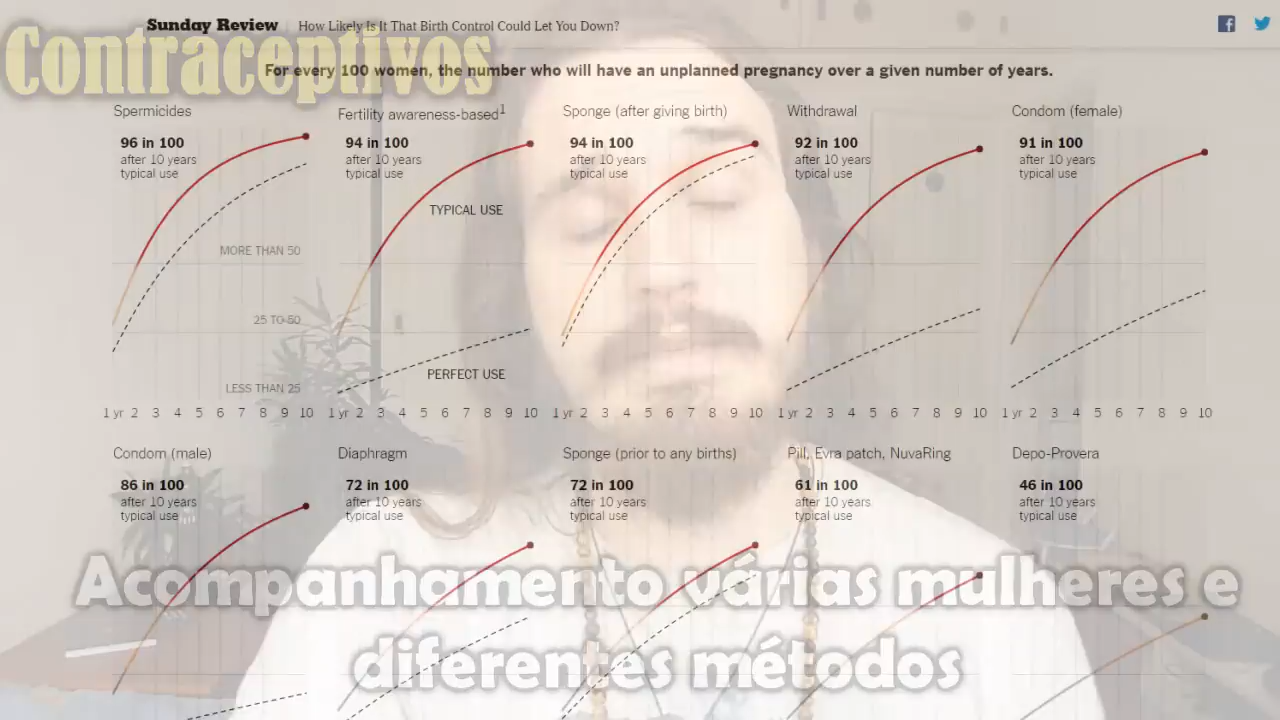 Sunday Review | How Likely Is It That Birth Control Could Let You Down?
Contraceptivos
For every 100 women, the number who will have an unplanned pregnancy over a given number of years.
Spermicides
96 in 100
after 10 years
typical use
MORE THAN 50
25 TO 50
LESS THAN 25
1 yr 2 3 4 5 6 7 8 9 10
Fertility awareness-based1
94 in 100
after 10 years
typical use
TYPICAL USE
PERFECT USE
1 yr 2 3 4 5 6 7 8 9 10
Sponge (after giving birth)
94 in 100
after 10 years
typical use
1 yr 2 3 4 5 6 7 8 9 10
Withdrawal
92 in 100
after 10 years
typical use
1 yr 2 3 4 5 6 7 8 9 10
Condom (female)
91 in 100
after 10 years
typical use
1 yr 2 3 4 5 6 7 8 9 10
Condom (male)
86 in 100
after 10 years
typical use
Diaphragm
72 in 100
after 10 years
typical use
Sponge (prior to any births)
72 in 100
after 10 years
typical use
Pill, Evra patch, NuvaRing
61 in 100
after 10 years
typical use
Depo-Provera
46 in 100
after 10 years
typical use
Acompanhamento várias mulheres e
diferentes métodos